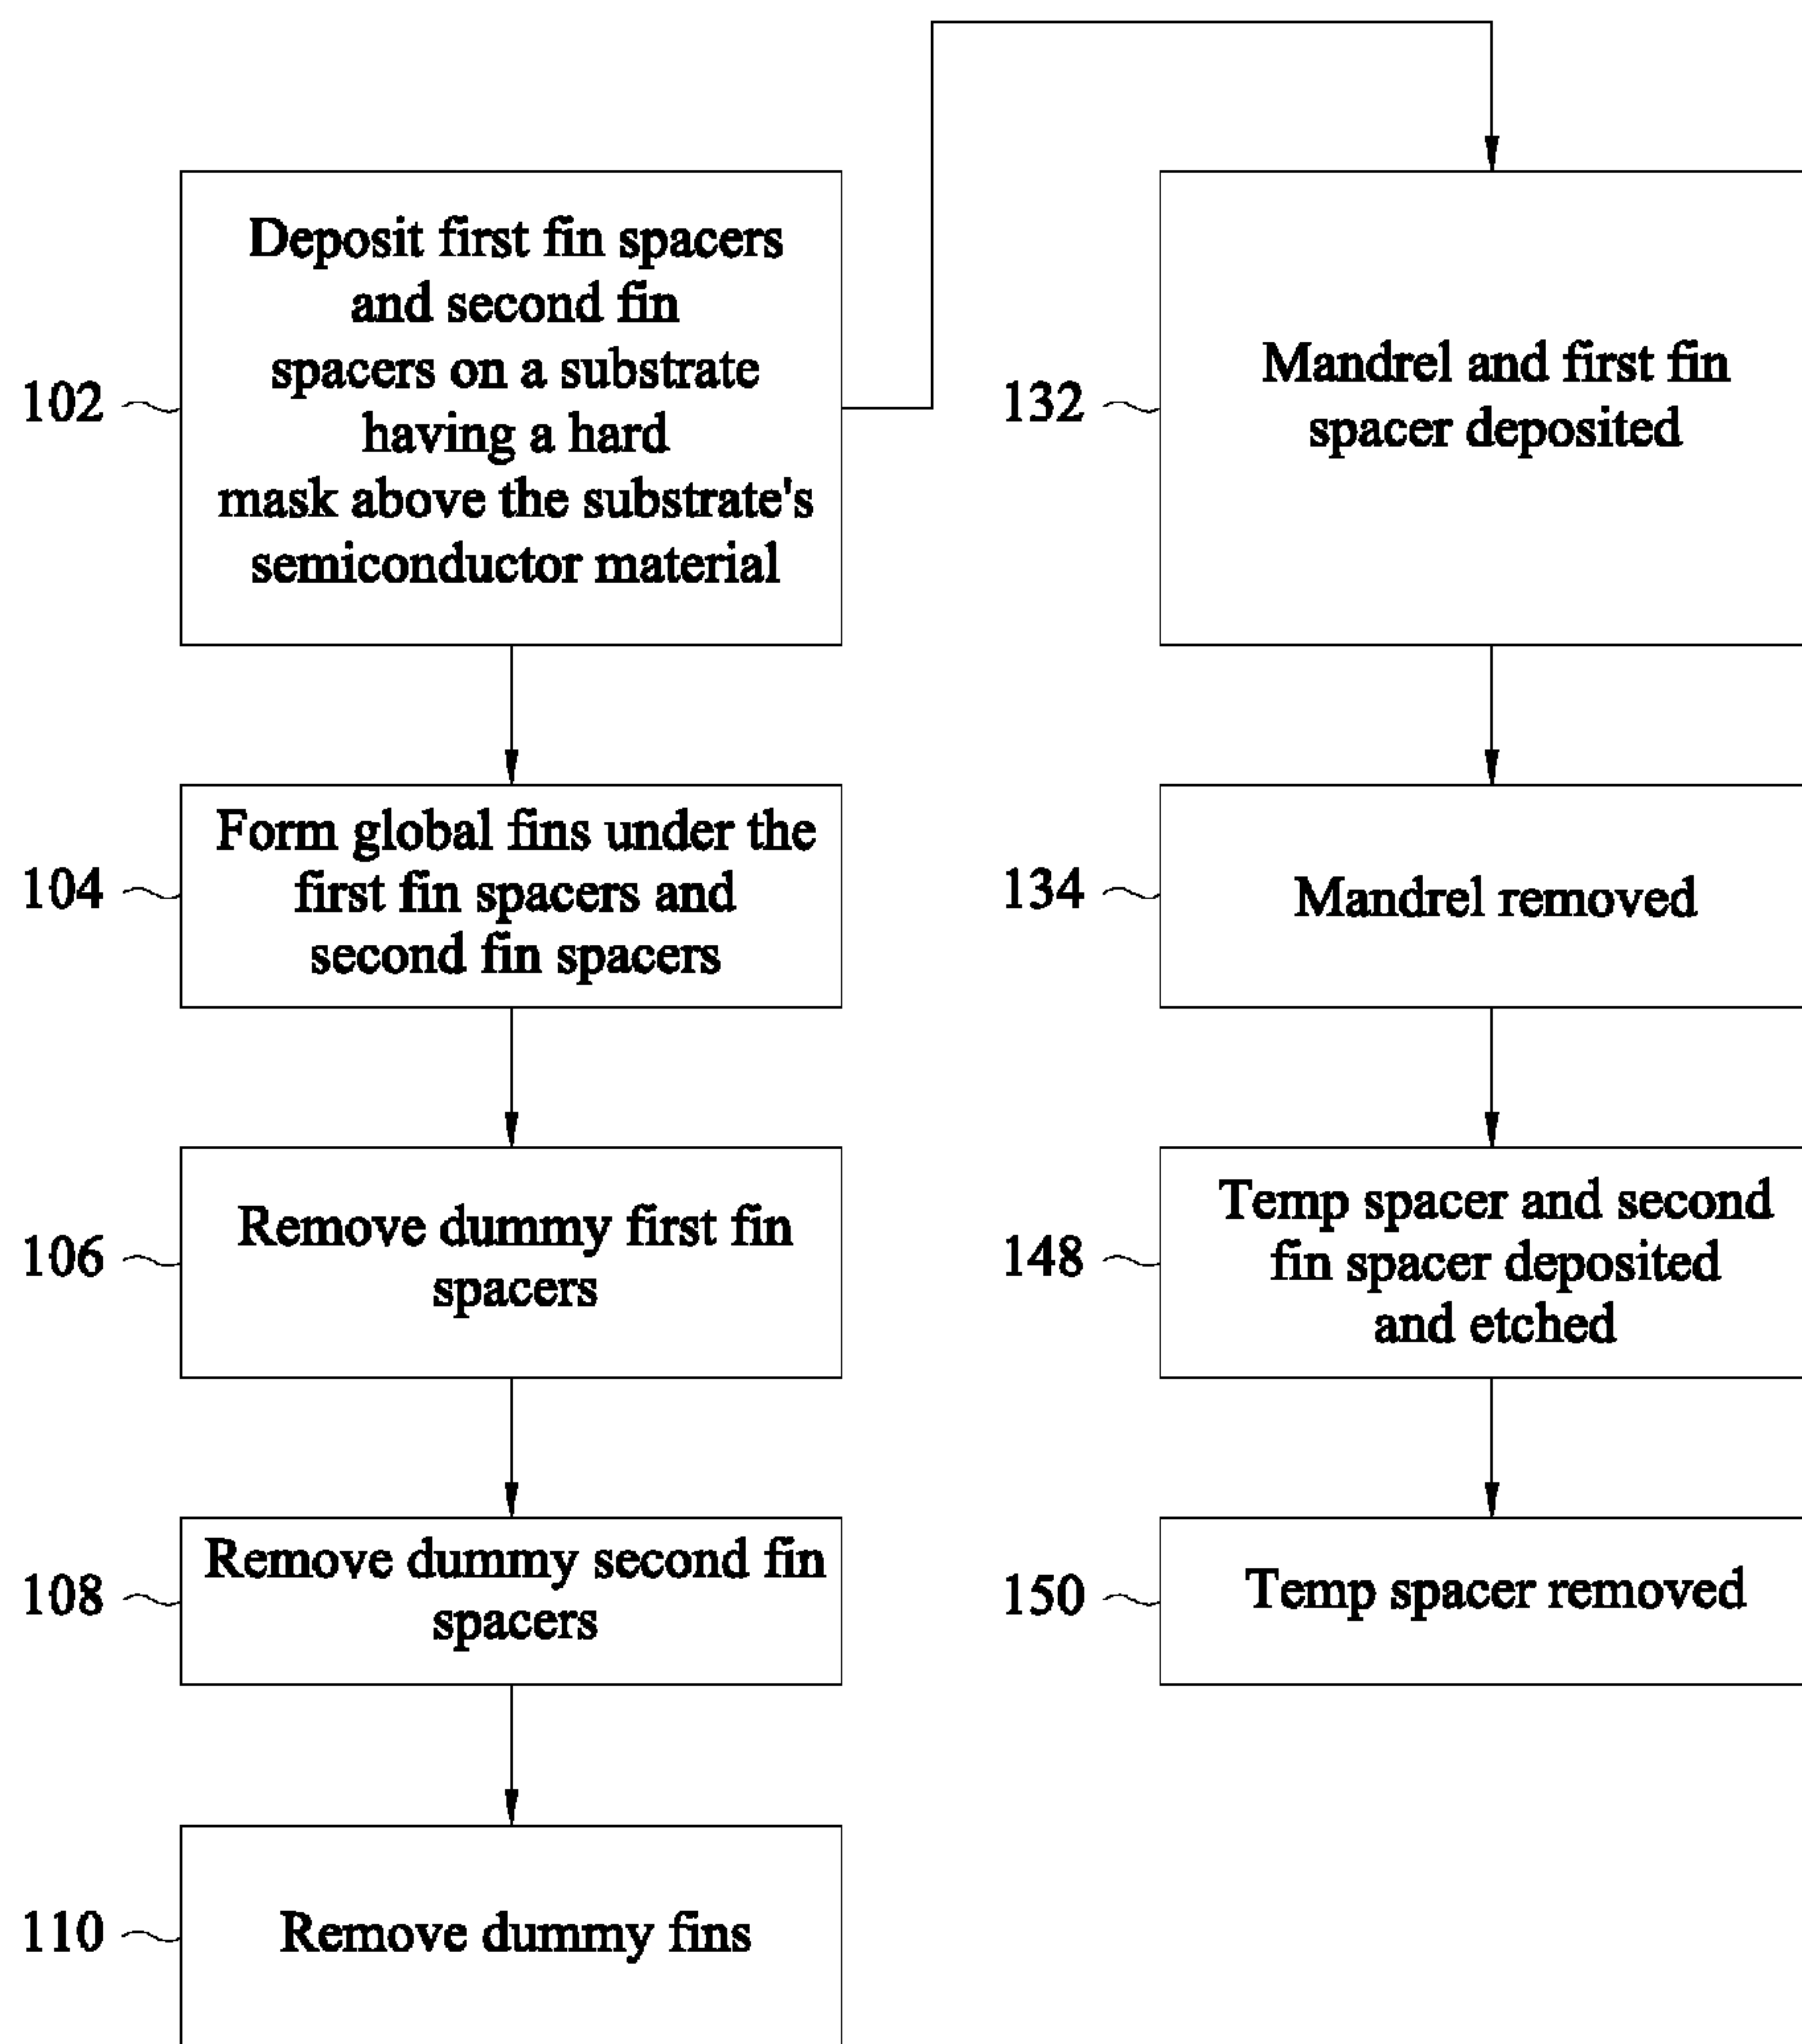 Deposit first fin spacers
and second fin
spacers on a substrate
having a hard
mask above the substrate's
semiconductor material
102
Form global fins under the
first fin spacers and
second fin spacers
104
Remove dummy first fin
spacers
106
Remove dummy second fin
spacers
108
Remove dummy fins
110
Mandrel and first fin
spacer deposited
132
Mandrel removed
134
Temp spacer and second
fin spacer deposited
and etched
148
Temp spacer removed
150